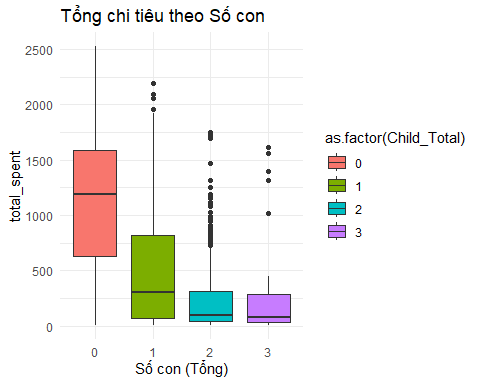 Tổng chi tiêu theo Số con
total_spent
2500
2000
1500
1000
500
0
0 1 2 3
Số con (Tổng)
as.factor(Child_Total)
0
1
2
3